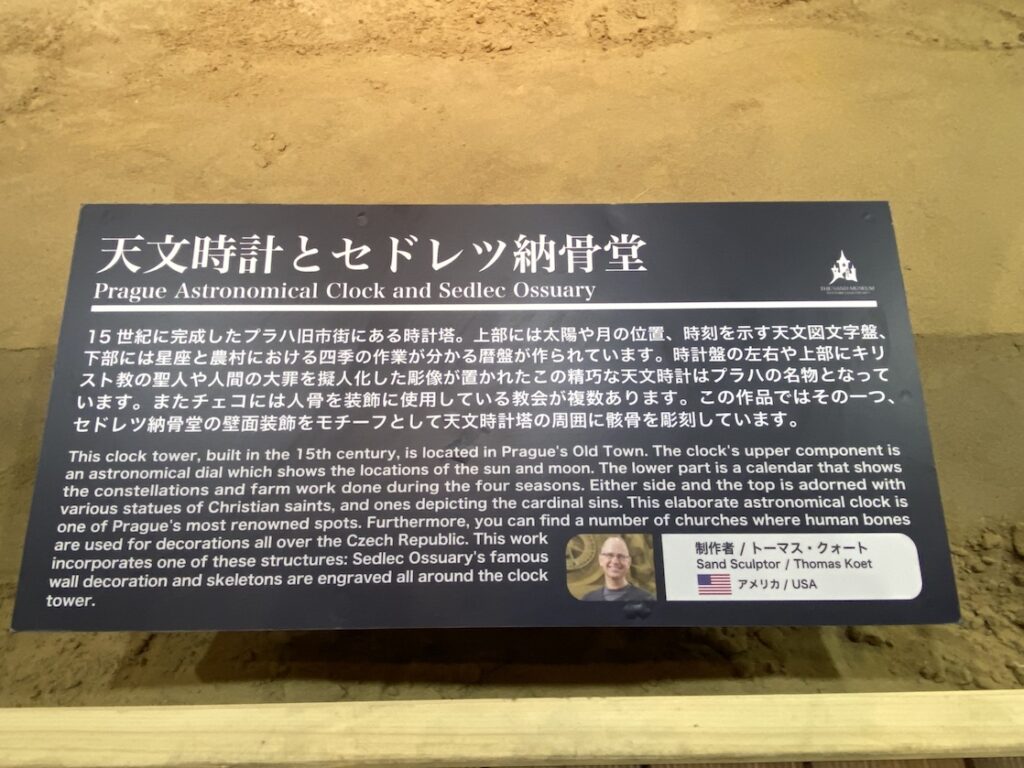 天文時計とセドレツ納骨堂
Prague Astronomical Clock and Sedlec Ossuary
THE SAND MUSEUM
15世紀に完成したプラハ旧市街にある時計塔。上部には太陽や月の位置、時刻を示す天文図文字盤、
下部には星座と農村における四季の作業が分かる暦盤が作られています。時計盤の左右や上部にキリ
スト教の聖人や人間の大罪を擬人化した彫像が置かれたこの精巧な天文時計はプラハの名物となって
います。またチェコには人骨を装飾に使用している教会が複数あります。この作品ではその一つ、
セドレツ納骨堂の壁面装飾をモチーフとして天文時計塔の周囲に骸骨を彫刻しています。
This clock tower, built in the 15th century, is located in Prague's Old Town. The clock's upper component is
an astronomical dial which shows the locations of the sun and moon. The lower part is a calendar that shows
the constellations and farm work done during the four seasons. Either side and the top is adorned with
various statues of Christian saints, and ones depicting the cardinal sins. This elaborate astronomical clock is
one of Prague's most renowned spots. Furthermore, you can find a number of churches where human bones
are used for decorations all over the Czech Republic. This work
incorporates one of these structures: Sedlec Ossuary's famous
wall decoration and skeletons are engraved all around the clock
tower.
制作者 / トーマス・クォート
Sand Sculptor / Thomas Koet
アメリカ / USA